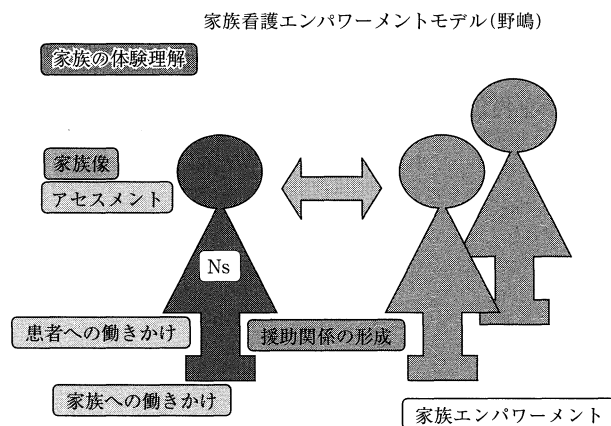 家族看護エンパワーメントモデル(野嶋)
家族の体験理解
家族像
アセスメント
Ns
患者への働きかけ
援助関係の形成
家族への働きかけ
家族エンパワーメント